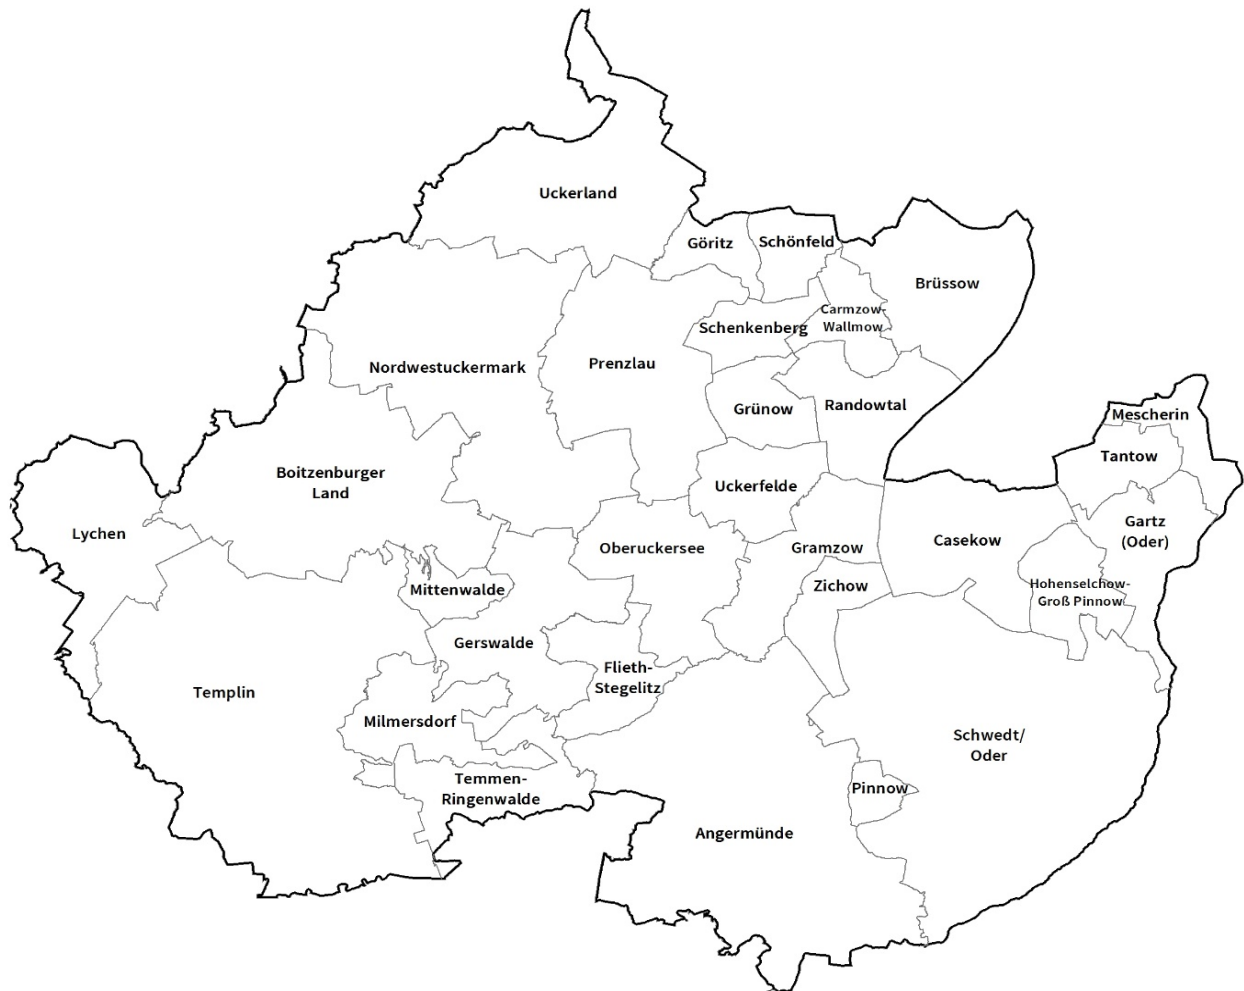 Uckerland
Göritz
Schönfeld
Brüssow
Carmzow-
Wallmow
Schenkenberg
Nordwestuckermark
Prenzlau
Grünow
Randowtal
Mescherin
Tantow
Boitzenburger
Land
Uckerfelde
Lychen
Gartz
(Oder)
Oberuckersee
Gramzow
Casekow
Mittenwalde
Zichow
Hohenselchow-
Groß Pinnow
Gerswalde
Flieth-
Stegelitz
Templin
Milmersdorf
Schwedt/
Oder
Temmen-
Ringenwalde
Pinnow
Angermünde